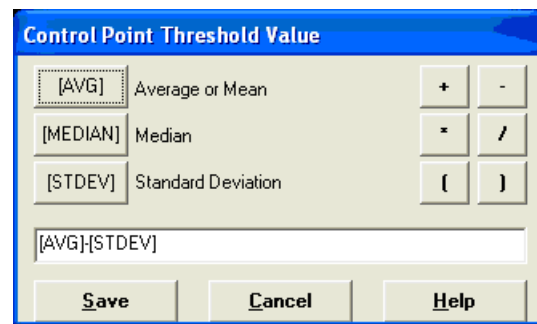 Control Point Threshold Value
[AVG] Average or Mean + -
[MEDIAN] Median * /
[STDEV] Standard Deviation ( )
[AVG]-[STDEV]
Save Cancel Help